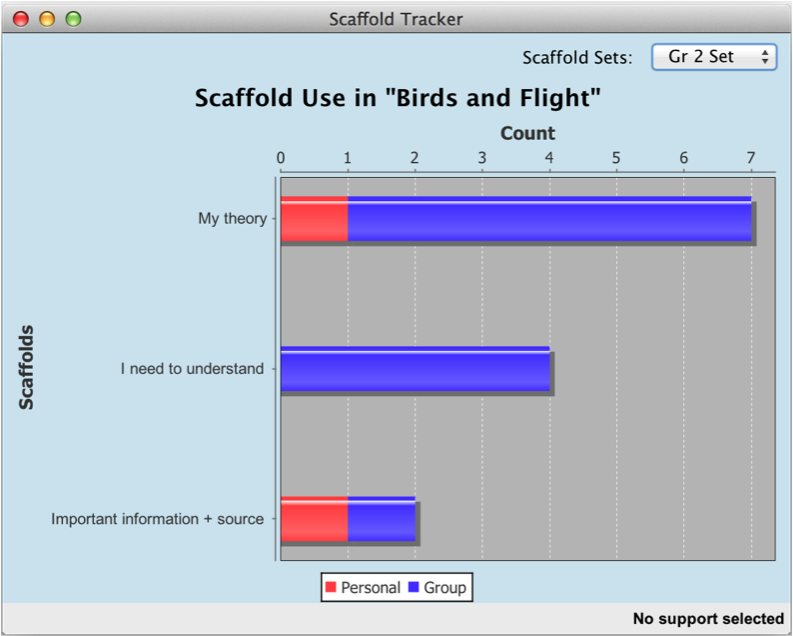 Scaffold Tracker
Scaffold Sets: Gr 2 Set
Scaffold Use in "Birds and Flight"
Count
0 1 2 3 4 5 6 7
My theory
I need to understand
Important information + source
Scaffolds
Personal Group
No support selected